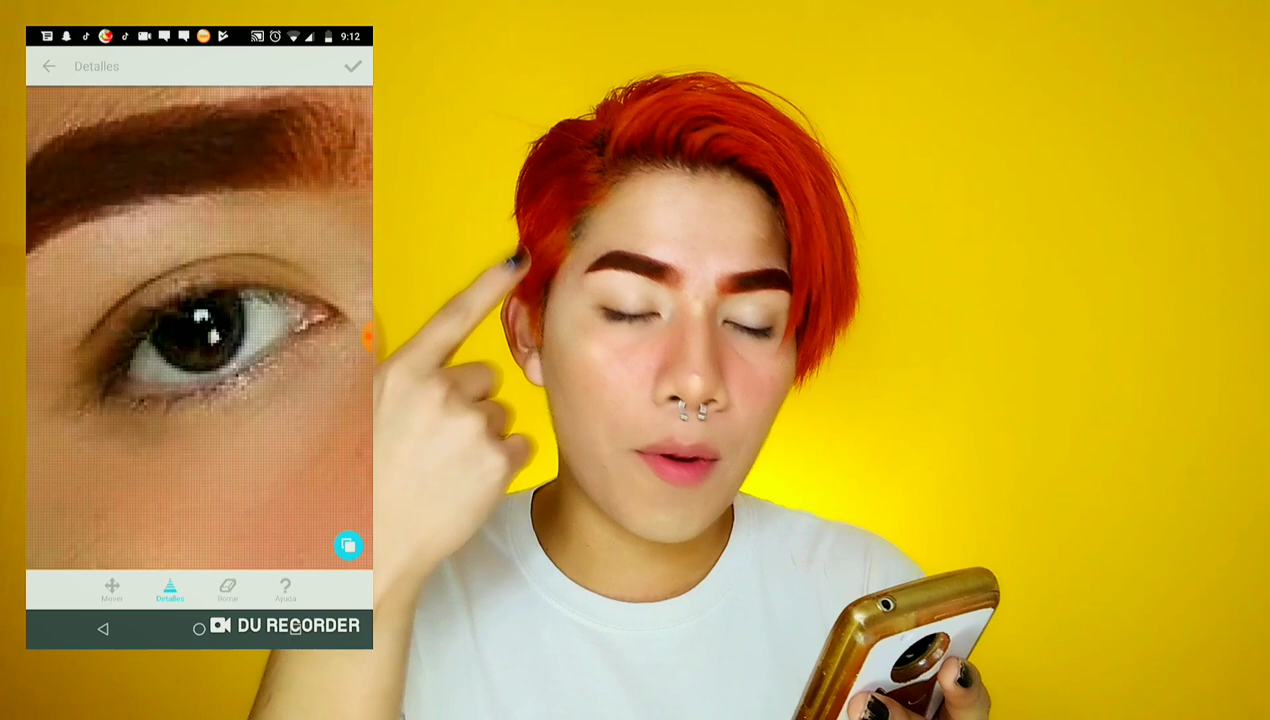 9:12
Detalles
Mover
Detalles
Borrar
Ayuda
DU RECORDER